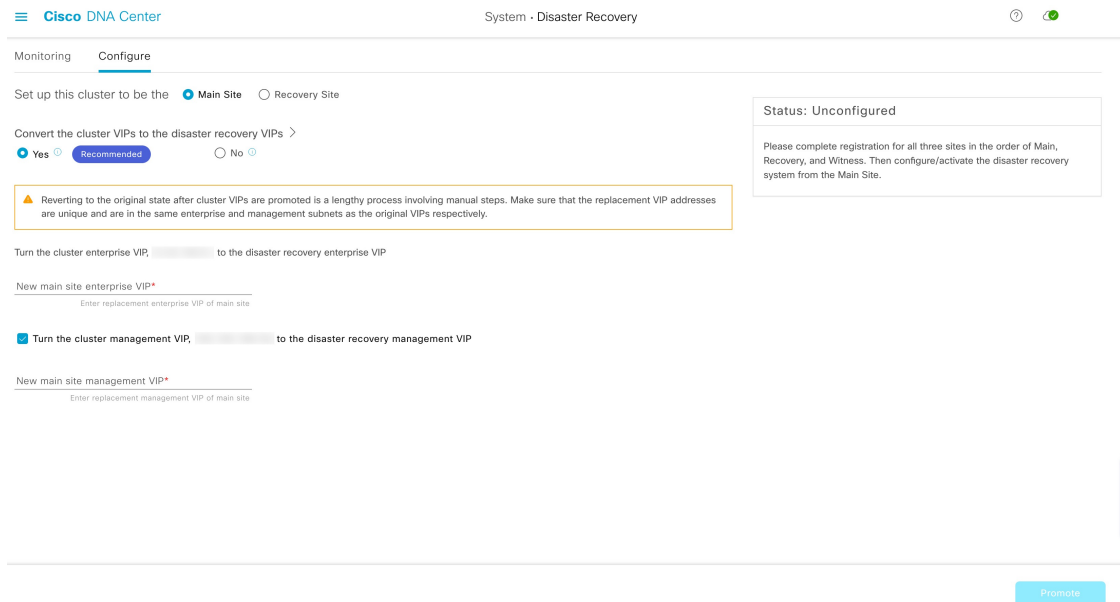 Cisco DNA Center
System · Disaster Recovery
Monitoring Configure
Set up this cluster to be the Main Site Recovery Site
Convert the cluster VIPs to the disaster recovery VIPs >
Yes Recommended No
Reverting to the original state after cluster VIPs are promoted is a lengthy process involving manual steps. Make sure that the replacement VIP addresses
are unique and are in the same enterprise and management subnets as the original VIPs respectively.
Turn the cluster enterprise VIP, to the disaster recovery enterprise VIP
New main site enterprise VIP*
Enter replacement enterprise VIP of main site
Turn the cluster management VIP, to the disaster recovery management VIP
New main site management VIP*
Enter replacement management VIP of main site
Status: Unconfigured
Please complete registration for all three sites in the order of Main,
Recovery, and Witness. Then configure/activate the disaster recovery
system from the Main Site.
Promote